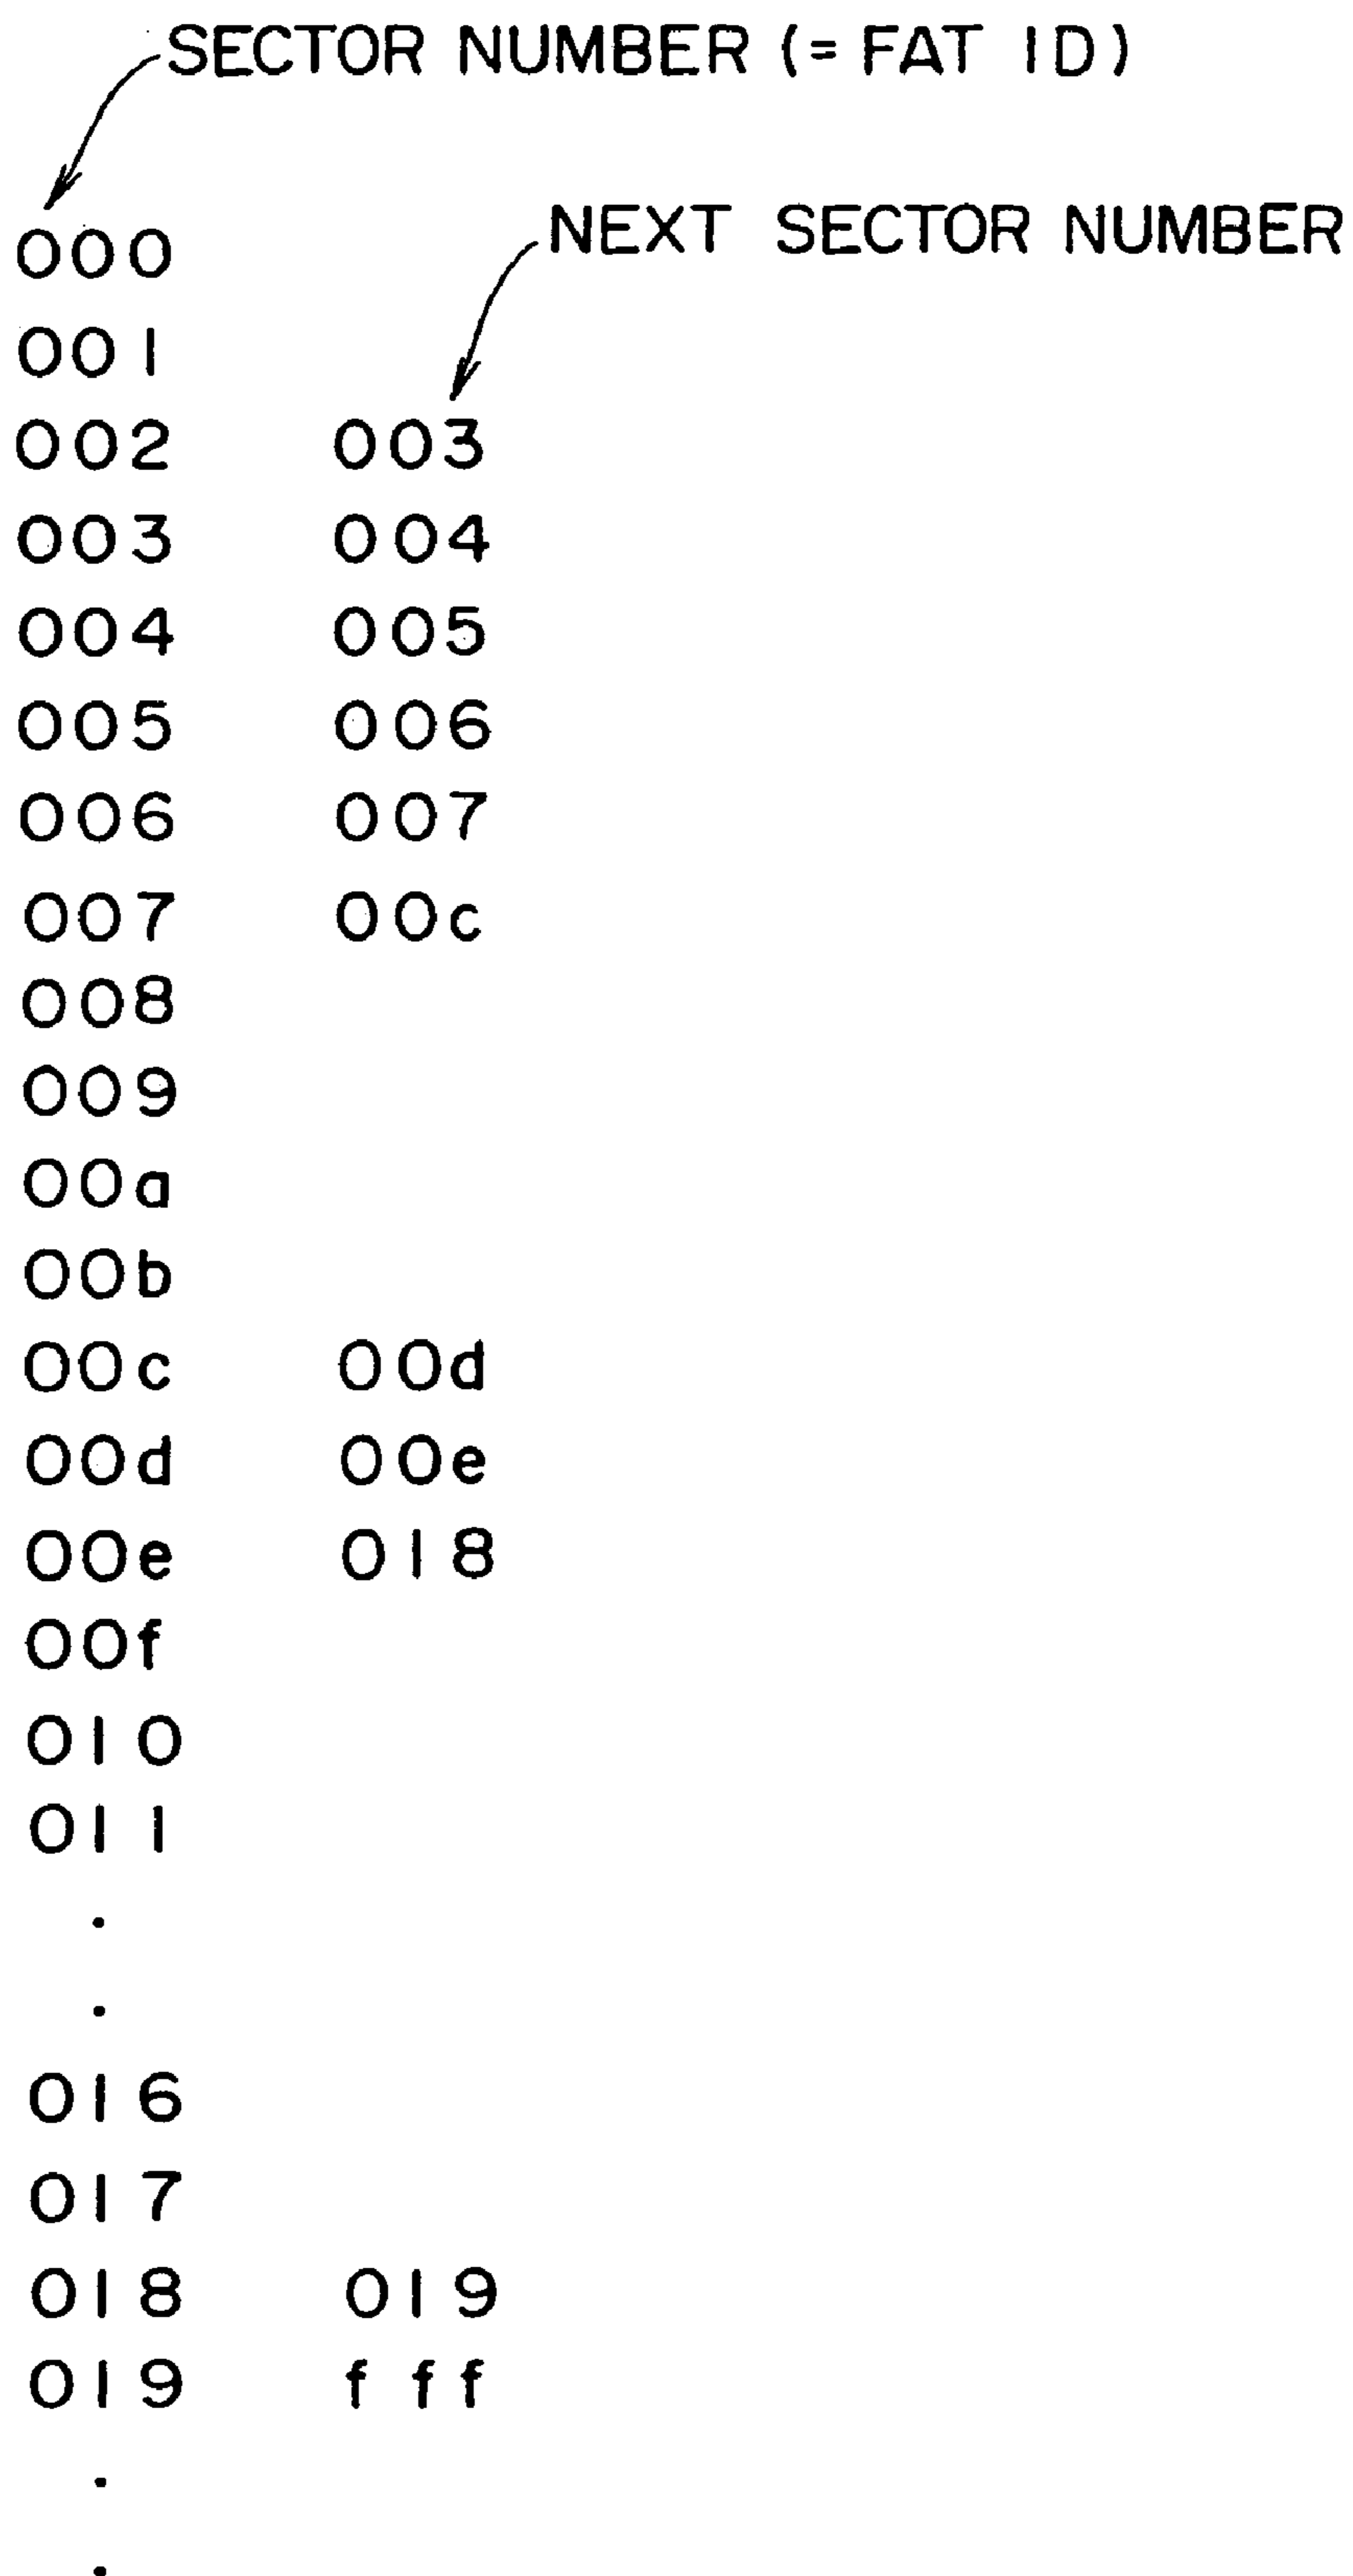 SECTOR NUMBER (= FAT ID)
NEXT SECTOR NUMBER
000
001
002 003
003 004
004 005
005 006
006 007
007 00c
008
009
00a
00b
00c 00d
00d 00e
00e 018
00f
010
011
.
.
016
017
018 019
019 fff
.
.